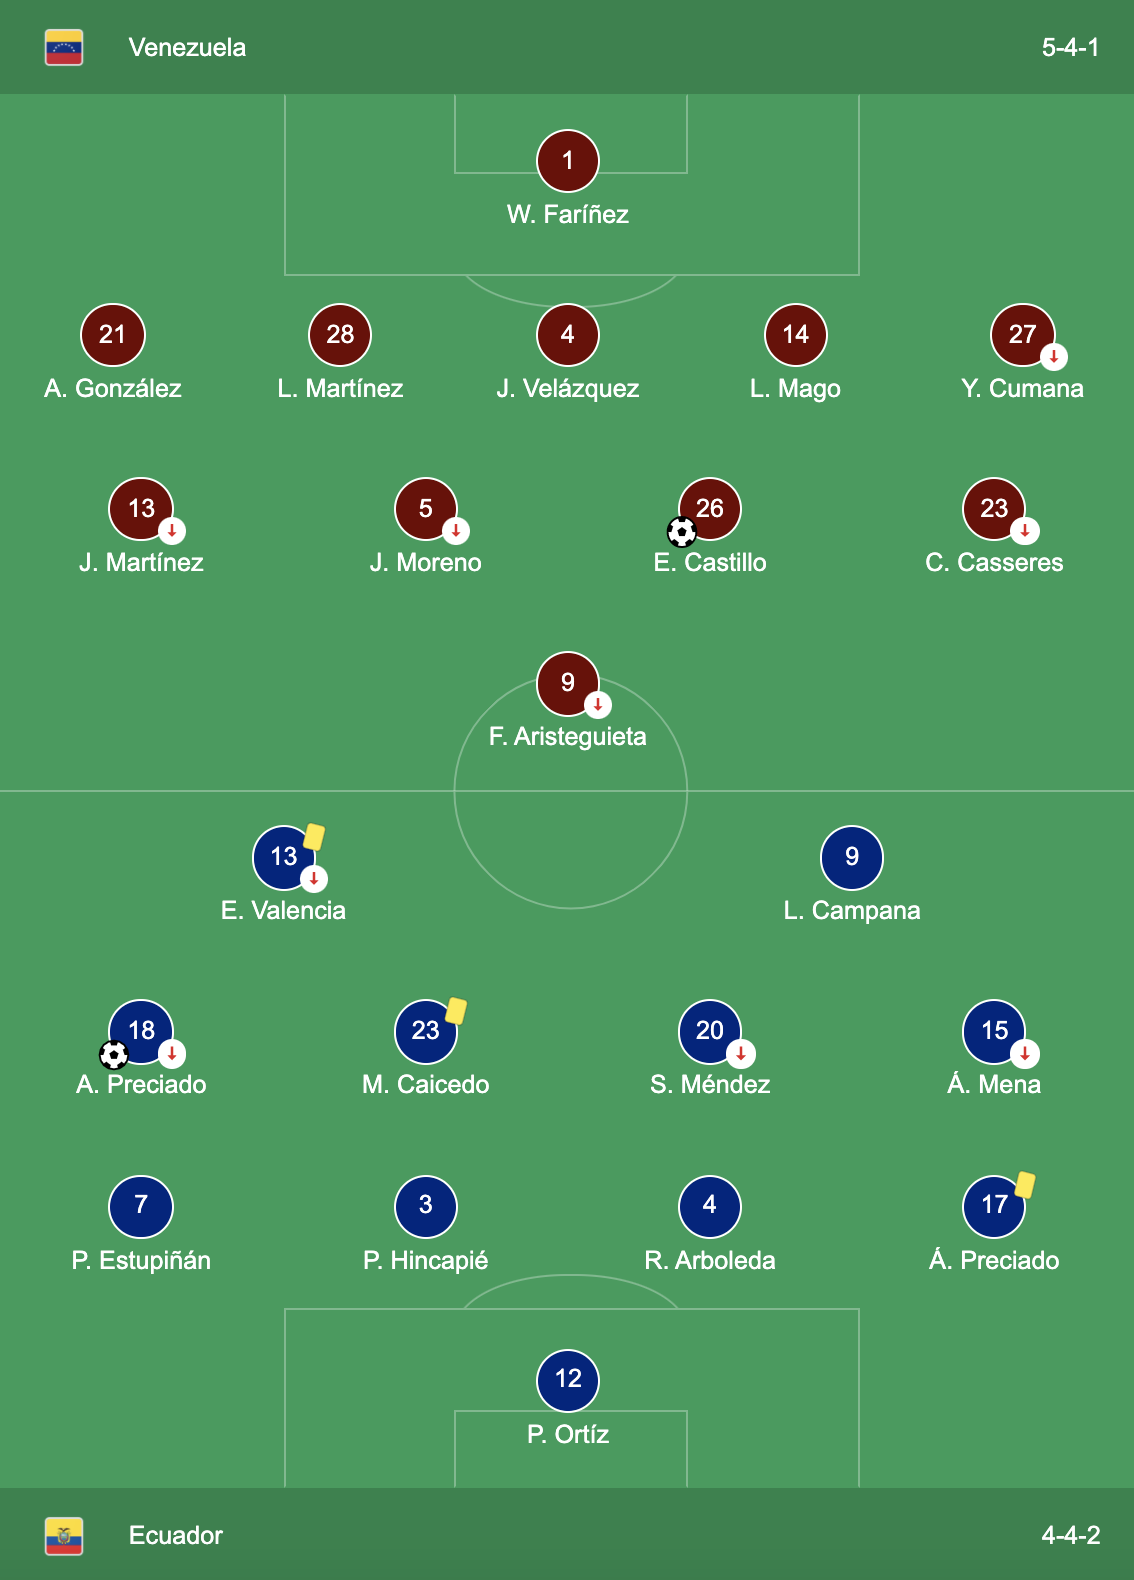 Venezuela 5-4-1
1
W. Faríñez
21 28 4 14 27
A. González L. Martínez J. Velázquez L. Mago Y. Cumana
13 5 26 23
J. Martínez J. Moreno E. Castillo C. Casseres
9
F. Aristeguieta
13 9
E. Valencia L. Campana
18 23 20 15
A. Preciado M. Caicedo S. Méndez Á. Mena
7 3 4 17
P. Estupiñán P. Hincapié R. Arboleda Á. Preciado
12
P. Ortíz
Ecuador 4-4-2